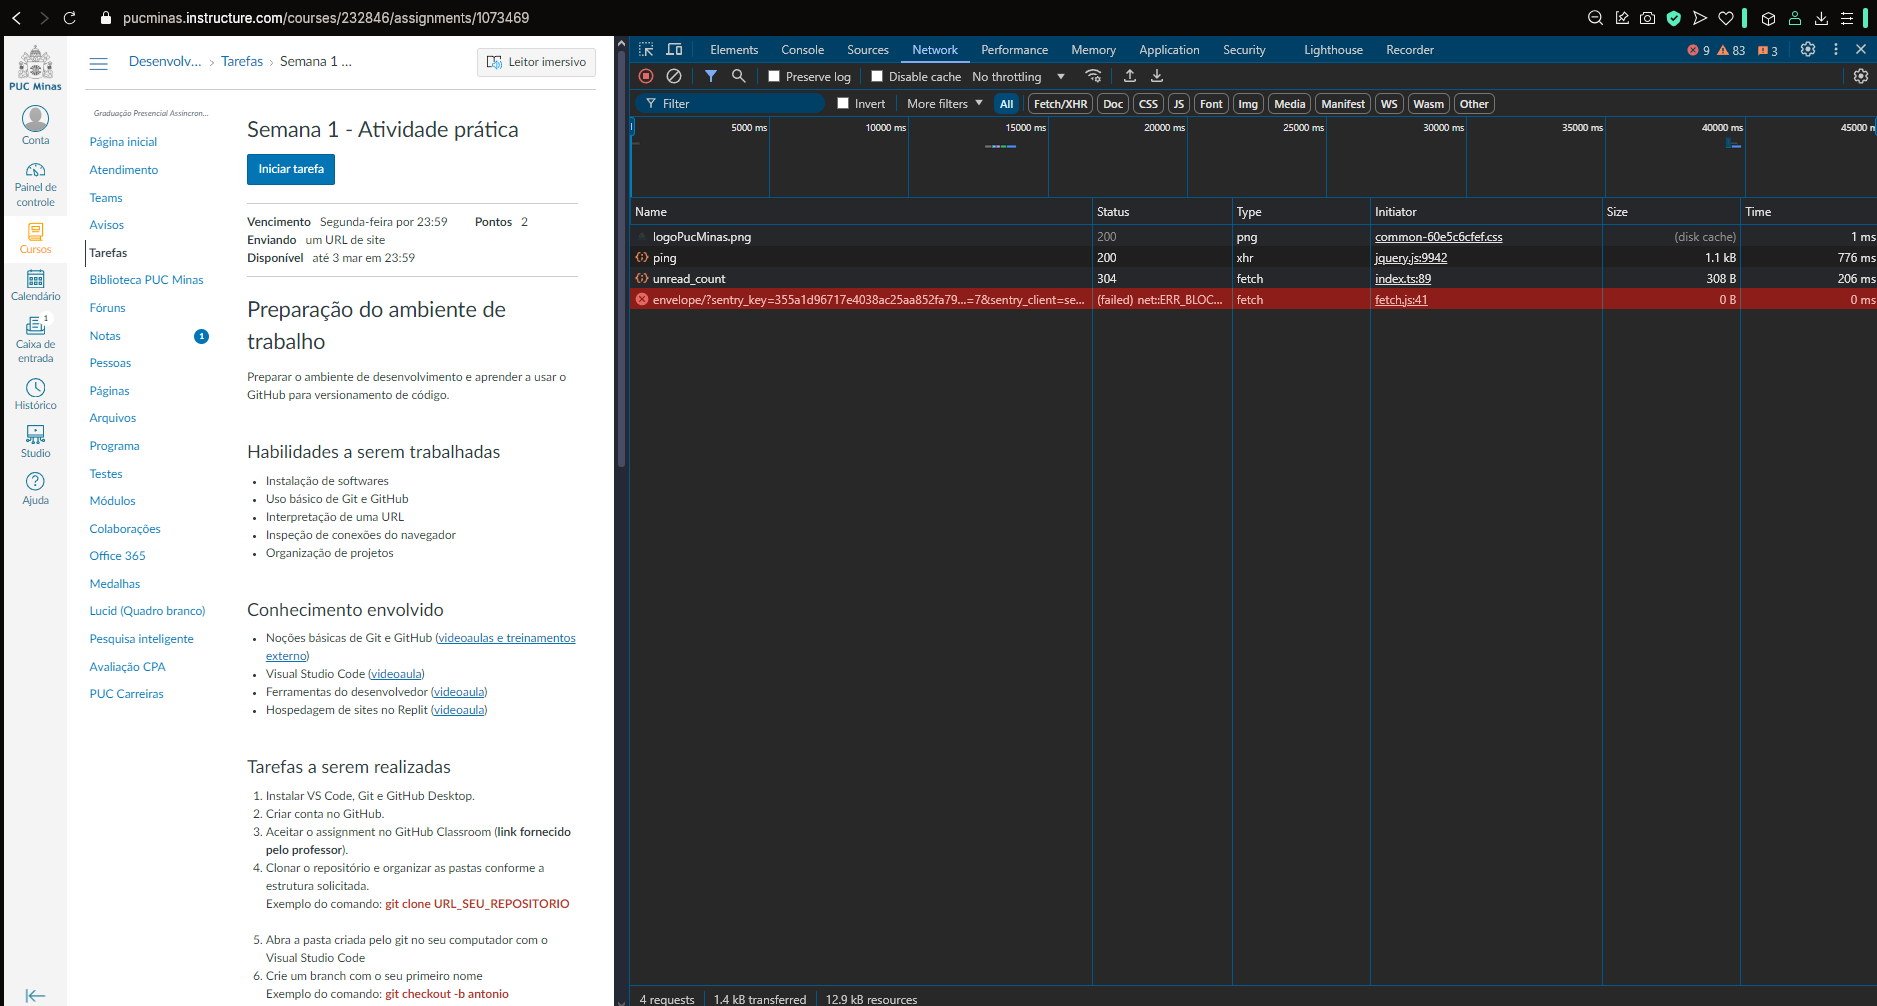 pucminas.instructure.com/courses/232846/assignments/1073469
PUC Minas
Conta
Painel de
controle
Cursos
Calendário
1
Caixa de
entrada
Histórico
Studio
Ajuda
Desenvolv... › Tarefas › Semana 1 ...
Leitor imersivo
Graduação Presencial Assíncron...
Página inicial
Atendimento
Teams
Avisos
Tarefas
Biblioteca PUC Minas
Fóruns
Notas 1
Pessoas
Páginas
Arquivos
Programa
Testes
Módulos
Colaborações
Office 365
Medalhas
Lucid (Quadro branco)
Pesquisa inteligente
Avaliação CPA
PUC Carreiras
Semana 1 - Atividade prática
Iniciar tarefa
Vencimento Segunda-feira por 23:59 Pontos 2
Enviando um URL de site
Disponível até 3 mar em 23:59
Preparação do ambiente de
trabalho
Preparar o ambiente de desenvolvimento e aprender a usar o
GitHub para versionamento de código.
Habilidades a serem trabalhadas
• Instalação de softwares
• Uso básico de Git e GitHub
• Interpretação de uma URL
• Inspeção de conexões do navegador
• Organização de projetos
Conhecimento envolvido
• Noções básicas de Git e GitHub (videoaulas e treinamentos
externo)
• Visual Studio Code (videoaula)
• Ferramentas do desenvolvedor (videoaula)
• Hospedagem de sites no Replit (videoaula)
Tarefas a serem realizadas
1. Instalar VS Code, Git e GitHub Desktop.
2. Criar conta no GitHub.
3. Aceitar o assignment no GitHub Classroom (link fornecido
pelo professor).
4. Clonar o repositório e organizar as pastas conforme a
estrutura solicitada.
Exemplo do comando: git clone URL_SEU_REPOSITORIO
5. Abra a pasta criada pelo git no seu computador com o
Visual Studio Code
6. Crie um branch com o seu primeiro nome
Exemplo do comando: git checkout -b antonio
Elements Console Sources Network Performance Memory Application Security Lighthouse Recorder 9 83 3
Preserve log Disable cache No throttling
Filter Invert More filters All Fetch/XHR Doc CSS JS Font Img Media Manifest WS Wasm Other
5000 ms 10000 ms 15000 ms 20000 ms 25000 ms 30000 ms 35000 ms 40000 ms 45000 n
Name Status Type Initiator Size Time
logoPucMinas.png 200 png common-60e5c6cfef.css (disk cache) 1 ms
ping 200 xhr jquery.js:9942 1.1 kB 776 ms
unread_count 304 fetch index.ts:89 308 B 206 ms
envelope/?sentry_key=355a1d96717e4038ac25aa852fa79...=7&sentry_client=se... (failed) net::ERR_BLOC... fetch fetch.js:41 0 B 0 ms
4 requests 1.4 kB transferred 12.9 kB resources